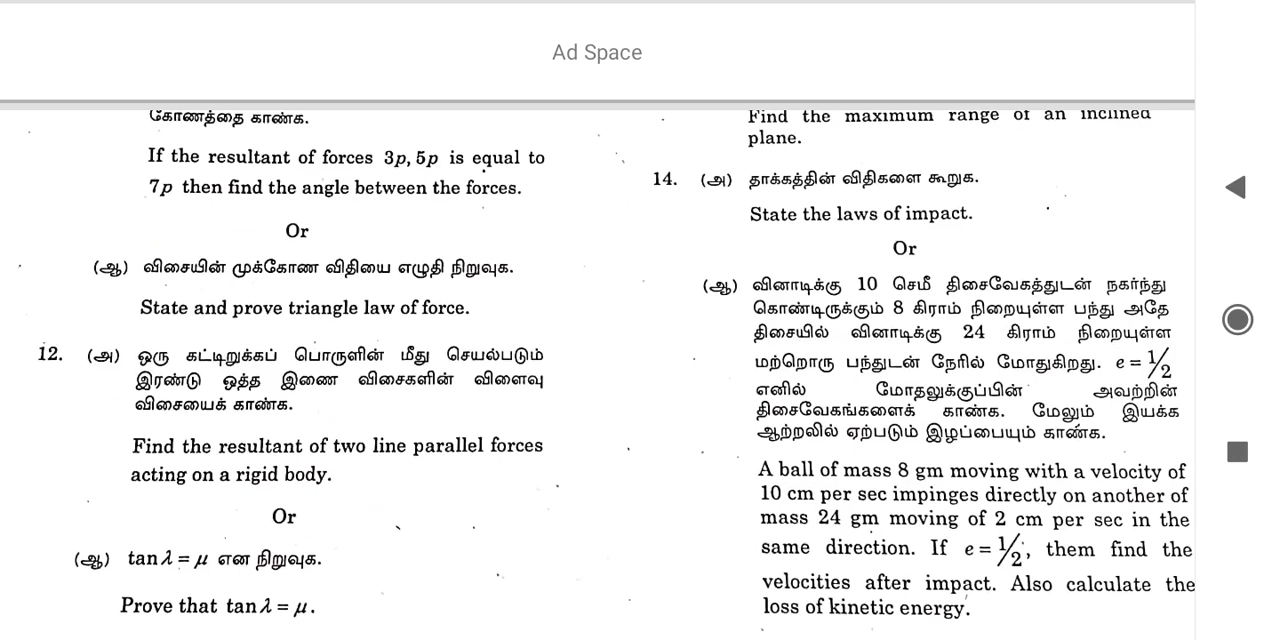 Ad Space
கோணத்தை காண்க.
If the resultant of forces 3p, 5p is equal to
7p then find the angle between the forces.
Or
(ஆ) விசையின் முக்கோண விதியை எழுதி நிறுவுக.
State and prove triangle law of force.
12. (அ) ஒரு கட்டிறுக்கப் பொருளின் மீது செயல்படும்
இரண்டு ஒத்த இணை விசைகளின் விளைவு
விசையைக் காண்க.
Find the resultant of two line parallel forces
acting on a rigid body.
Or
(ஆ) tan λ = μ என நிறுவுக.
Prove that tan λ = μ.
Find the maximum range of an inclined
plane.
14. (அ) தாக்கத்தின் விதிகளை கூறுக.
State the laws of impact.
Or
(ஆ) வினாடிக்கு 10 செமீ திசைவேகத்துடன் நகர்ந்து
கொண்டிருக்கும் 8 கிராம் நிறையுள்ள பந்து அதே
திசையில் வினாடிக்கு 24 கிராம் நிறையுள்ள
மற்றொரு பந்துடன் நேரில் மோதுகிறது. e = 1/2
எனில் மோதலுக்குப்பின் அவற்றின்
திசைவேகங்களைக் காண்க. மேலும் இயக்க
ஆற்றலில் ஏற்படும் இழப்பையும் காண்க.
A ball of mass 8 gm moving with a velocity of
10 cm per sec impinges directly on another of
mass 24 gm moving of 2 cm per sec in the
same direction. If e = 1/2, them find the
velocities after impact. Also calculate the
loss of kinetic energy.